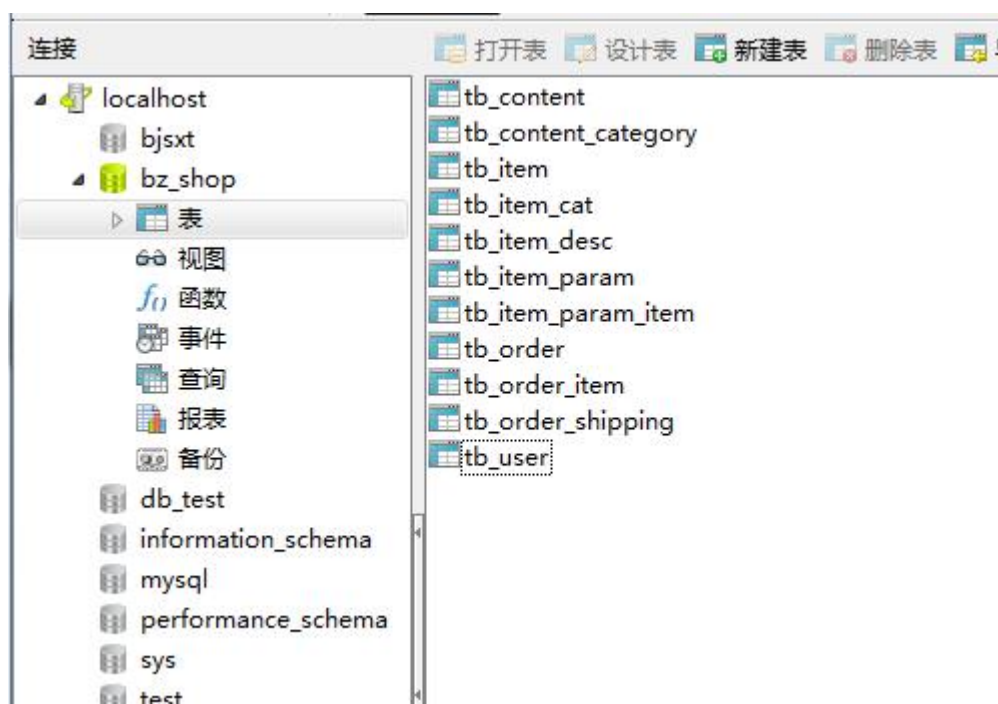 连接
打开表 设计表 新建表 删除表
localhost
bjsxt
bz_shop
表
视图
函数
事件
查询
报表
备份
db_test
information_schema
mysql
performance_schema
sys
test
tb_content
tb_content_category
tb_item
tb_item_cat
tb_item_desc
tb_item_param
tb_item_param_item
tb_order
tb_order_item
tb_order_shipping
tb_user